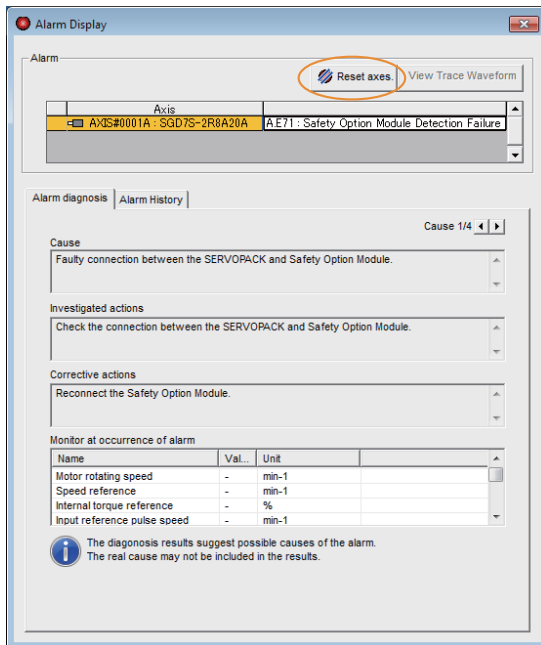 Alarm Display
Alarm
Reset axes.
View Trace Waveform
Axis
AXIS#0001A : SGD7S-2R8A20A
A.E71 : Safety Option Module Detection Failure
Alarm diagnosis
Alarm History
Cause 1/4
Cause
Faulty connection between the SERVOPACK and Safety Option Module.
Investigated actions
Check the connection between the SERVOPACK and Safety Option Module.
Corrective actions
Reconnect the Safety Option Module.
Monitor at occurrence of alarm
Name Val... Unit
Motor rotating speed - min-1
Speed reference - min-1
Internal torque reference - %
Input reference pulse speed - min-1
The diagonosis results suggest possible causes of the alarm.
The real cause may not be included in the results.